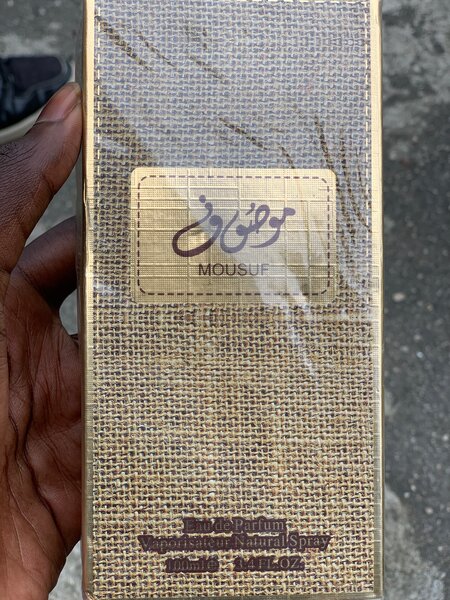 موصوف
MOUSUF
Eau de Parfum
Vaporisateur Natural Spray
100ml℮ 3.4 FL.OZ.